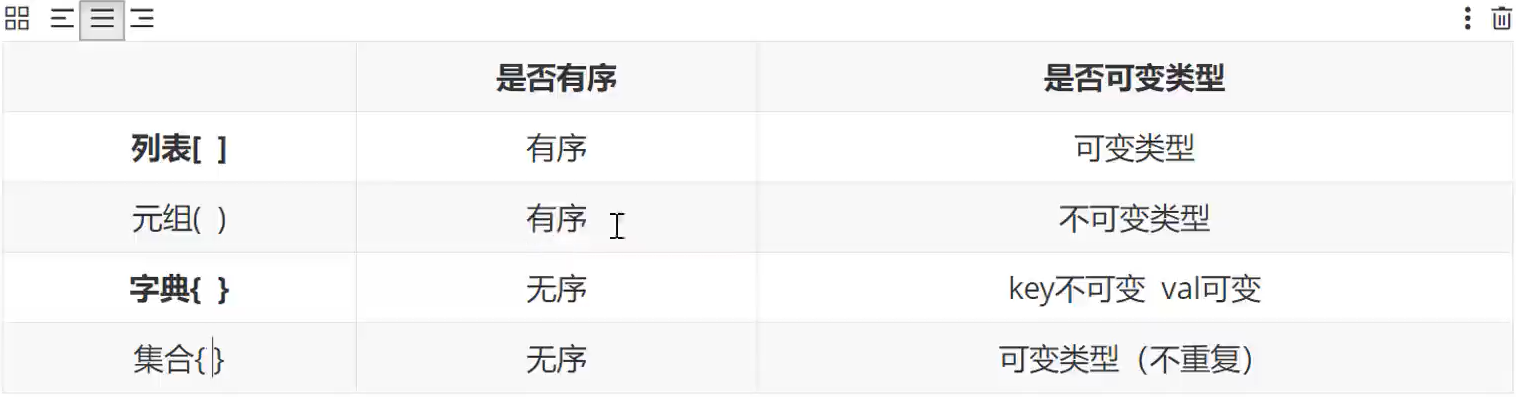 是否有序 是否可变类型
列表[ ] 有序 可变类型
元组( ) 有序 不可变类型
字典{ } 无序 key不可变 val可变
集合{ } 无序 可变类型（不重复）